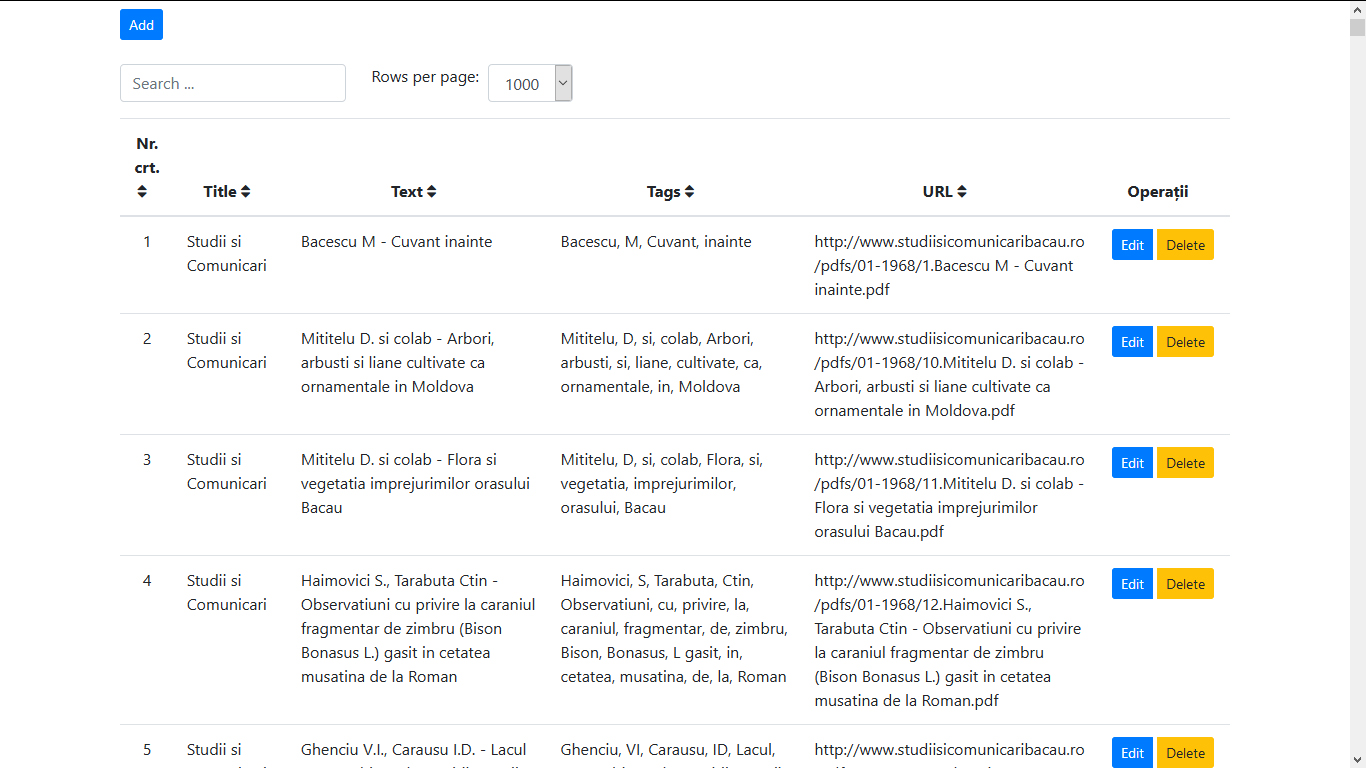 Add
Search ...
Rows per page:
1000
Nr.
crt.
Title
Text
Tags
URL
Operații
1
Studii si
Comunicari
Bacescu M - Cuvant inainte
Bacescu, M, Cuvant, inainte
http://www.studiisicomunicaribacau.ro
/pdfs/01-1968/1.Bacescu M - Cuvant
inainte.pdf
Edit
Delete
2
Studii si
Comunicari
Mititelu D. si colab - Arbori,
arbusti si liane cultivate ca
ornamentale in Moldova
Mititelu, D, si, colab, Arbori,
arbusti, si, liane, cultivate, ca,
ornamentale, in, Moldova
http://www.studiisicomunicaribacau.ro
/pdfs/01-1968/10.Mititelu D. si colab -
Arbori, arbusti si liane cultivate ca
ornamentale in Moldova.pdf
Edit
Delete
3
Studii si
Comunicari
Mititelu D. si colab - Flora si
vegetatia imprejurimilor orasului
Bacau
Mititelu, D, si, colab, Flora, si,
vegetatia, imprejurimilor,
orasului, Bacau
http://www.studiisicomunicaribacau.ro
/pdfs/01-1968/11.Mititelu D. si colab -
Flora si vegetatia imprejurimilor
orasului Bacau.pdf
Edit
Delete
4
Studii si
Comunicari
Haimovici S., Tarabuta Ctin -
Observatiuni cu privire la caraniul
fragmentar de zimbru (Bison
Bonasus L.) gasit in cetatea
musatina de la Roman
Haimovici, S, Tarabuta, Ctin,
Observatiuni, cu, privire, la,
caraniul, fragmentar, de, zimbru,
Bison, Bonasus, L gasit, in,
cetatea, musatina, de, la, Roman
http://www.studiisicomunicaribacau.ro
/pdfs/01-1968/12.Haimovici S.,
Tarabuta Ctin - Observatiuni cu privire
la caraniul fragmentar de zimbru
(Bison Bonasus L.) gasit in cetatea
musatina de la Roman.pdf
Edit
Delete
5
Studii si
Ghenciu V.I., Carausu I.D. - Lacul
Ghenciu, VI, Carausu, ID, Lacul,
http://www.studiisicomunicaribacau.ro
Edit
Delete